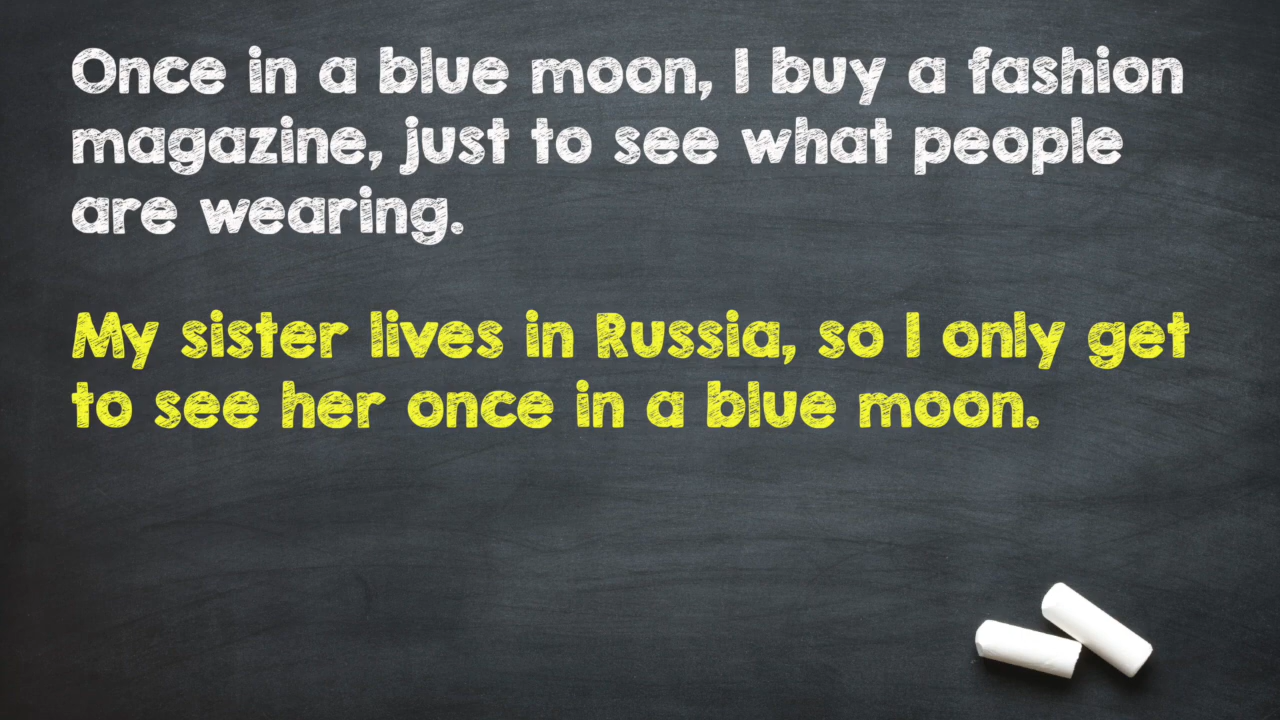 Once in a blue moon, I buy a fashion
magazine, just to see what people
are wearing.
My sister lives in Russia, so I only get
to see her once in a blue moon.